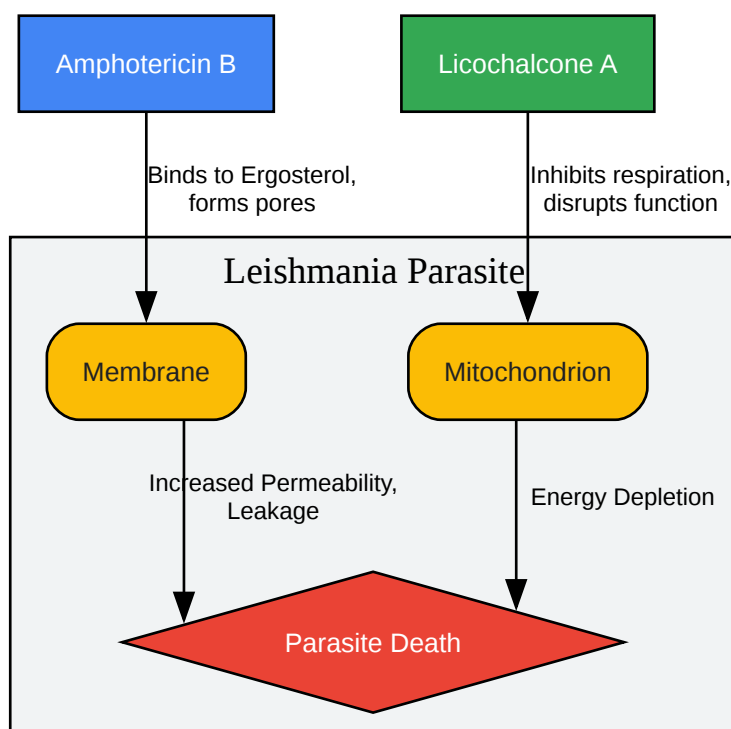 Amphotericin B
Licochalcone A
Binds to Ergosterol,
forms pores
Inhibits respiration,
disrupts function
Leishmania Parasite
Membrane
Mitochondrion
Increased Permeability,
Leakage
Energy Depletion
Parasite Death